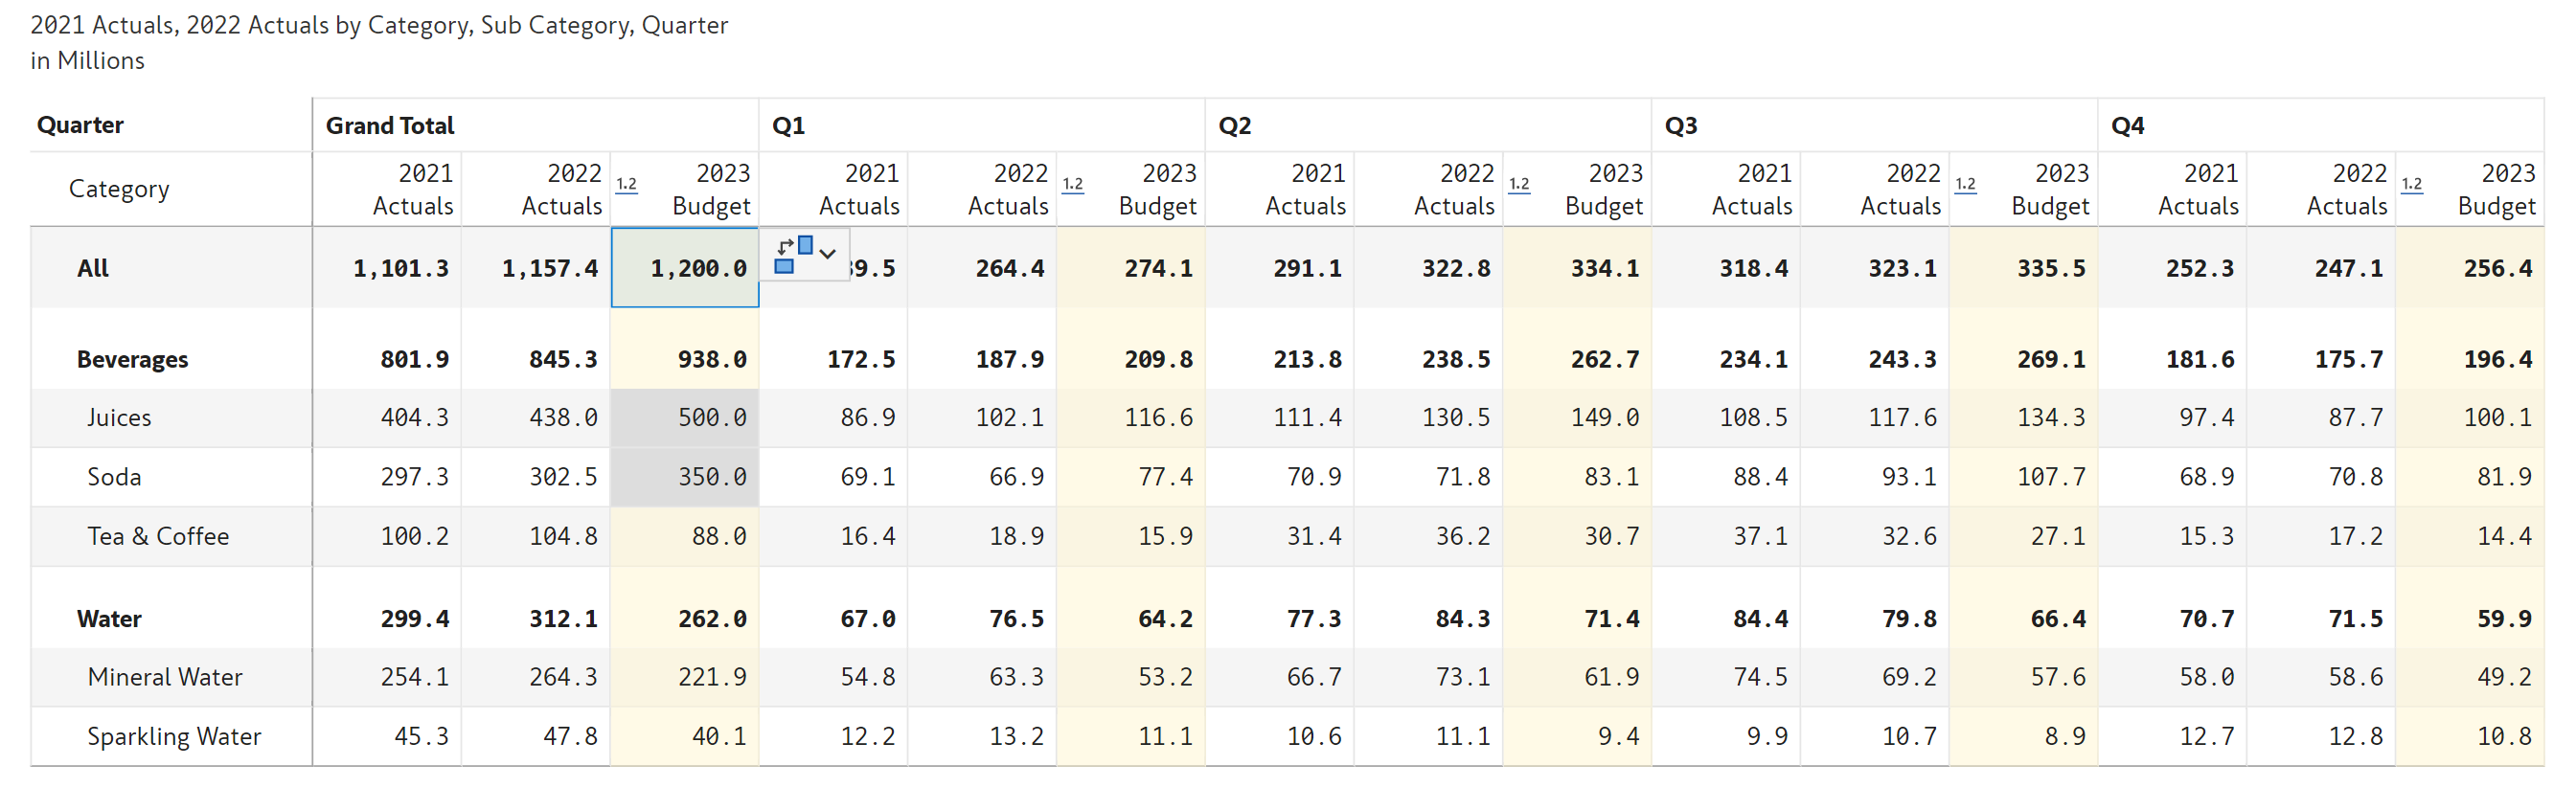 2021 Actuals, 2022 Actuals by Category, Sub Category, Quarter
in Millions
Quarter Grand Total Q1 Q2 Q3 Q4
Category 2021 Actuals 2022 Actuals 1.2 2023 Budget 2021 Actuals 2022 Actuals 1.2 2023 Budget 2021 Actuals 2022 Actuals 1.2 2023 Budget 2021 Actuals 2022 Actuals 1.2 2023 Budget 2021 Actuals 2022 Actuals 1.2 2023 Budget
All 1,101.3 1,157.4 1,200.0 9.5 264.4 274.1 291.1 322.8 334.1 318.4 323.1 335.5 252.3 247.1 256.4
Beverages 801.9 845.3 938.0 172.5 187.9 209.8 213.8 238.5 262.7 234.1 243.3 269.1 181.6 175.7 196.4
Juices 404.3 438.0 500.0 86.9 102.1 116.6 111.4 130.5 149.0 108.5 117.6 134.3 97.4 87.7 100.1
Soda 297.3 302.5 350.0 69.1 66.9 77.4 70.9 71.8 83.1 88.4 93.1 107.7 68.9 70.8 81.9
Tea & Coffee 100.2 104.8 88.0 16.4 18.9 15.9 31.4 36.2 30.7 37.1 32.6 27.1 15.3 17.2 14.4
Water 299.4 312.1 262.0 67.0 76.5 64.2 77.3 84.3 71.4 84.4 79.8 66.4 70.7 71.5 59.9
Mineral Water 254.1 264.3 221.9 54.8 63.3 53.2 66.7 73.1 61.9 74.5 69.2 57.6 58.0 58.6 49.2
Sparkling Water 45.3 47.8 40.1 12.2 13.2 11.1 10.6 11.1 9.4 9.9 10.7 8.9 12.7 12.8 10.8